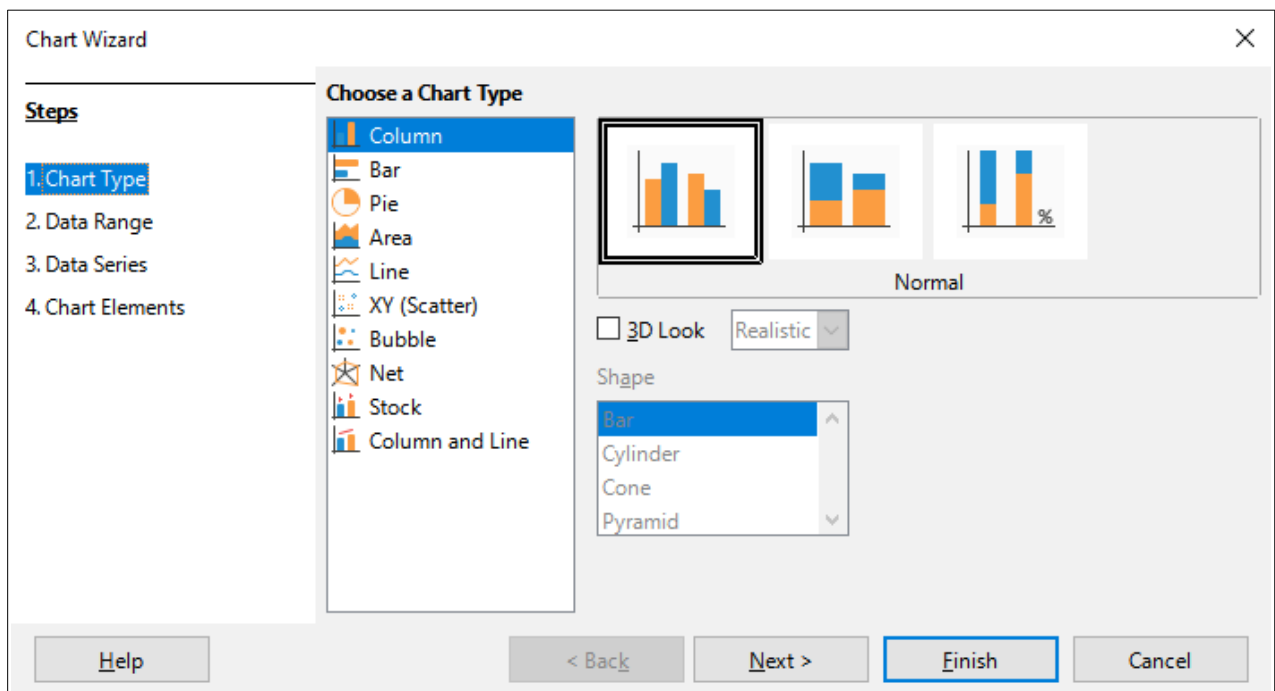 Chart Wizard
Steps
1. Chart Type
2. Data Range
3. Data Series
4. Chart Elements
Choose a Chart Type
Column
Bar
Pie
Area
Line
XY (Scatter)
Bubble
Net
Stock
Column and Line
%
Normal
3D Look
Realistic
Shape
Bar
Cylinder
Cone
Pyramid
Help
< Back
Next >
Finish
Cancel